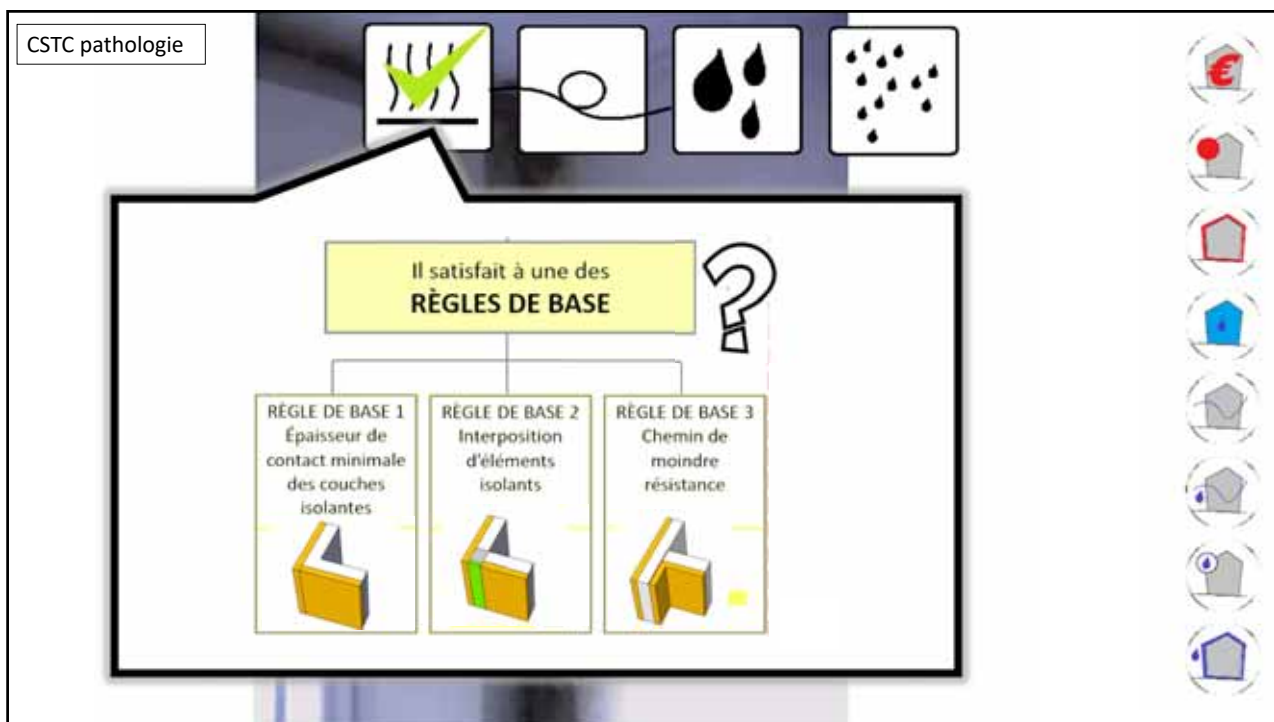 CSTC pathologie
Il satisfait à une des
RÈGLES DE BASE
?
RÈGLE DE BASE 1
Épaisseur de
contact minimale
des couches
isolantes
RÈGLE DE BASE 2
Interposition
d'éléments
isolants
RÈGLE DE BASE 3
Chemin de
moindre
résistance
€